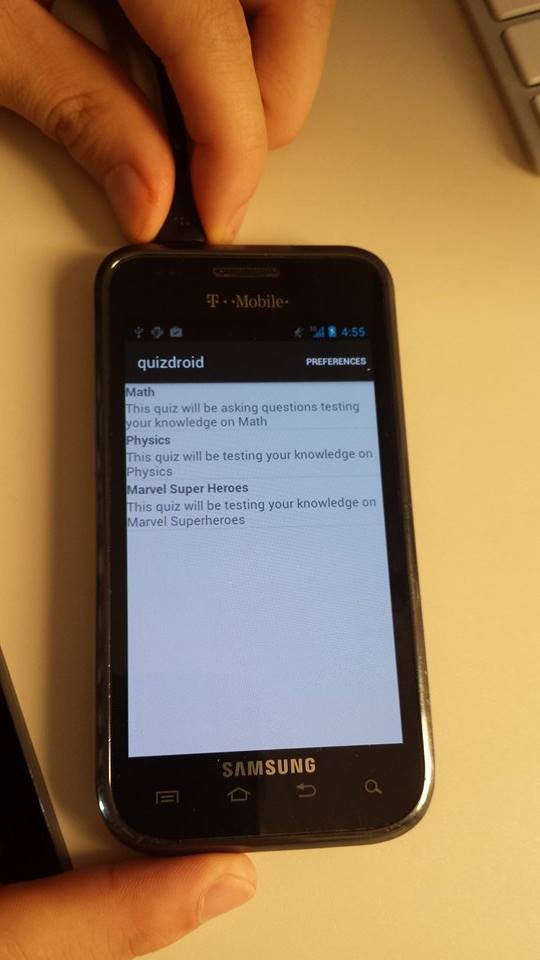 T··Mobile·
3G 4:55
quizdroid PREFERENCES
Math
This quiz will be asking questions testing
your knowledge on Math
Physics
This quiz will be testing your knowledge on
Physics
Marvel Super Heroes
This quiz will be testing your knowledge on
Marvel Superheroes
SAMSUNG